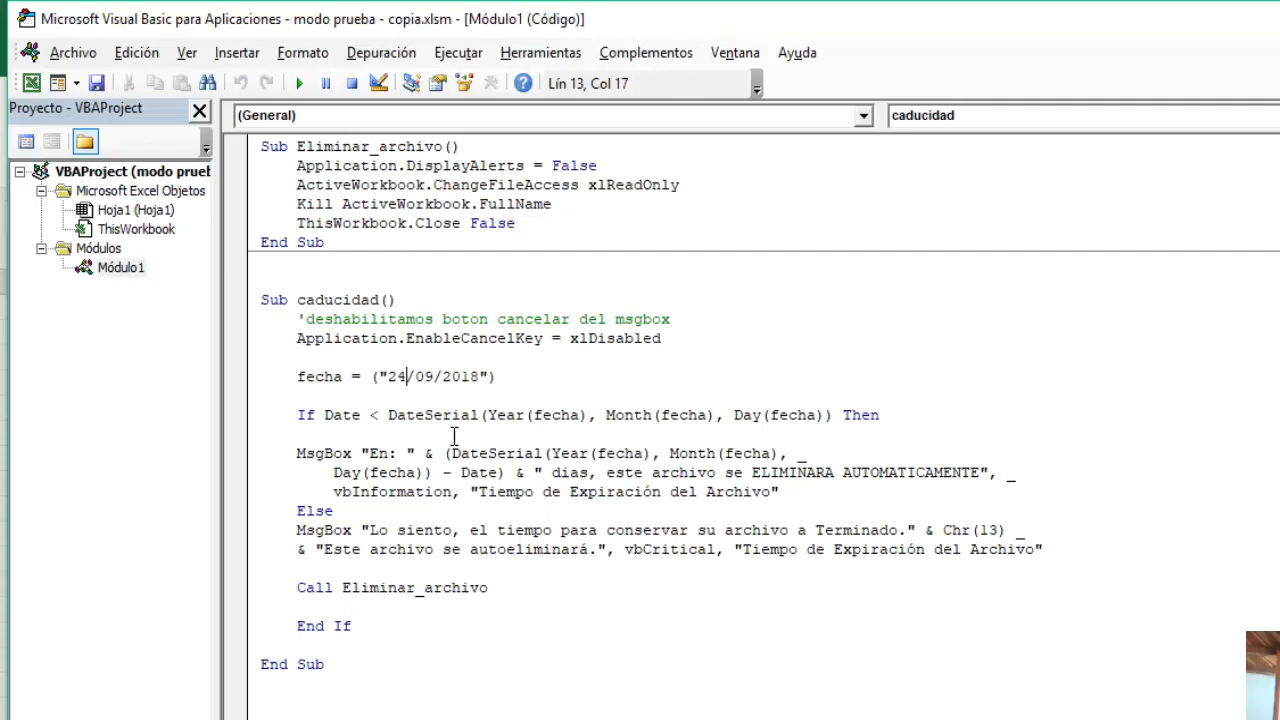 Microsoft Visual Basic para Aplicaciones - modo prueba - copia.xlsm - [Módulo1 (Código)]
Archivo Edición Ver Insertar Formato Depuración Ejecutar Herramientas Complementos Ventana Ayuda
Lín 13, Col 17
Proyecto - VBAProject
(General) caducidad
VBAProject (modo prueb
Microsoft Excel Objetos
Hoja1 (Hoja1)
ThisWorkbook
Módulos
Módulo1
Sub Eliminar_archivo()
Application.DisplayAlerts = False
ActiveWorkbook.ChangeFileAccess xlReadOnly
Kill ActiveWorkbook.FullName
ThisWorkbook.Close False
End Sub
Sub caducidad()
'deshabilitamos boton cancelar del msgbox
Application.EnableCancelKey = xlDisabled
fecha = ("24/09/2018")
If Date < DateSerial(Year(fecha), Month(fecha), Day(fecha)) Then
MsgBox "En: " & (DateSerial(Year(fecha), Month(fecha), _
Day(fecha)) - Date) & " dias, este archivo se ELIMINARA AUTOMATICAMENTE", _
vbInformation, "Tiempo de Expiración del Archivo"
Else
MsgBox "Lo siento, el tiempo para conservar su archivo a Terminado." & Chr(13) _
& "Este archivo se autoeliminará.", vbCritical, "Tiempo de Expiración del Archivo"
Call Eliminar_archivo
End If
End Sub